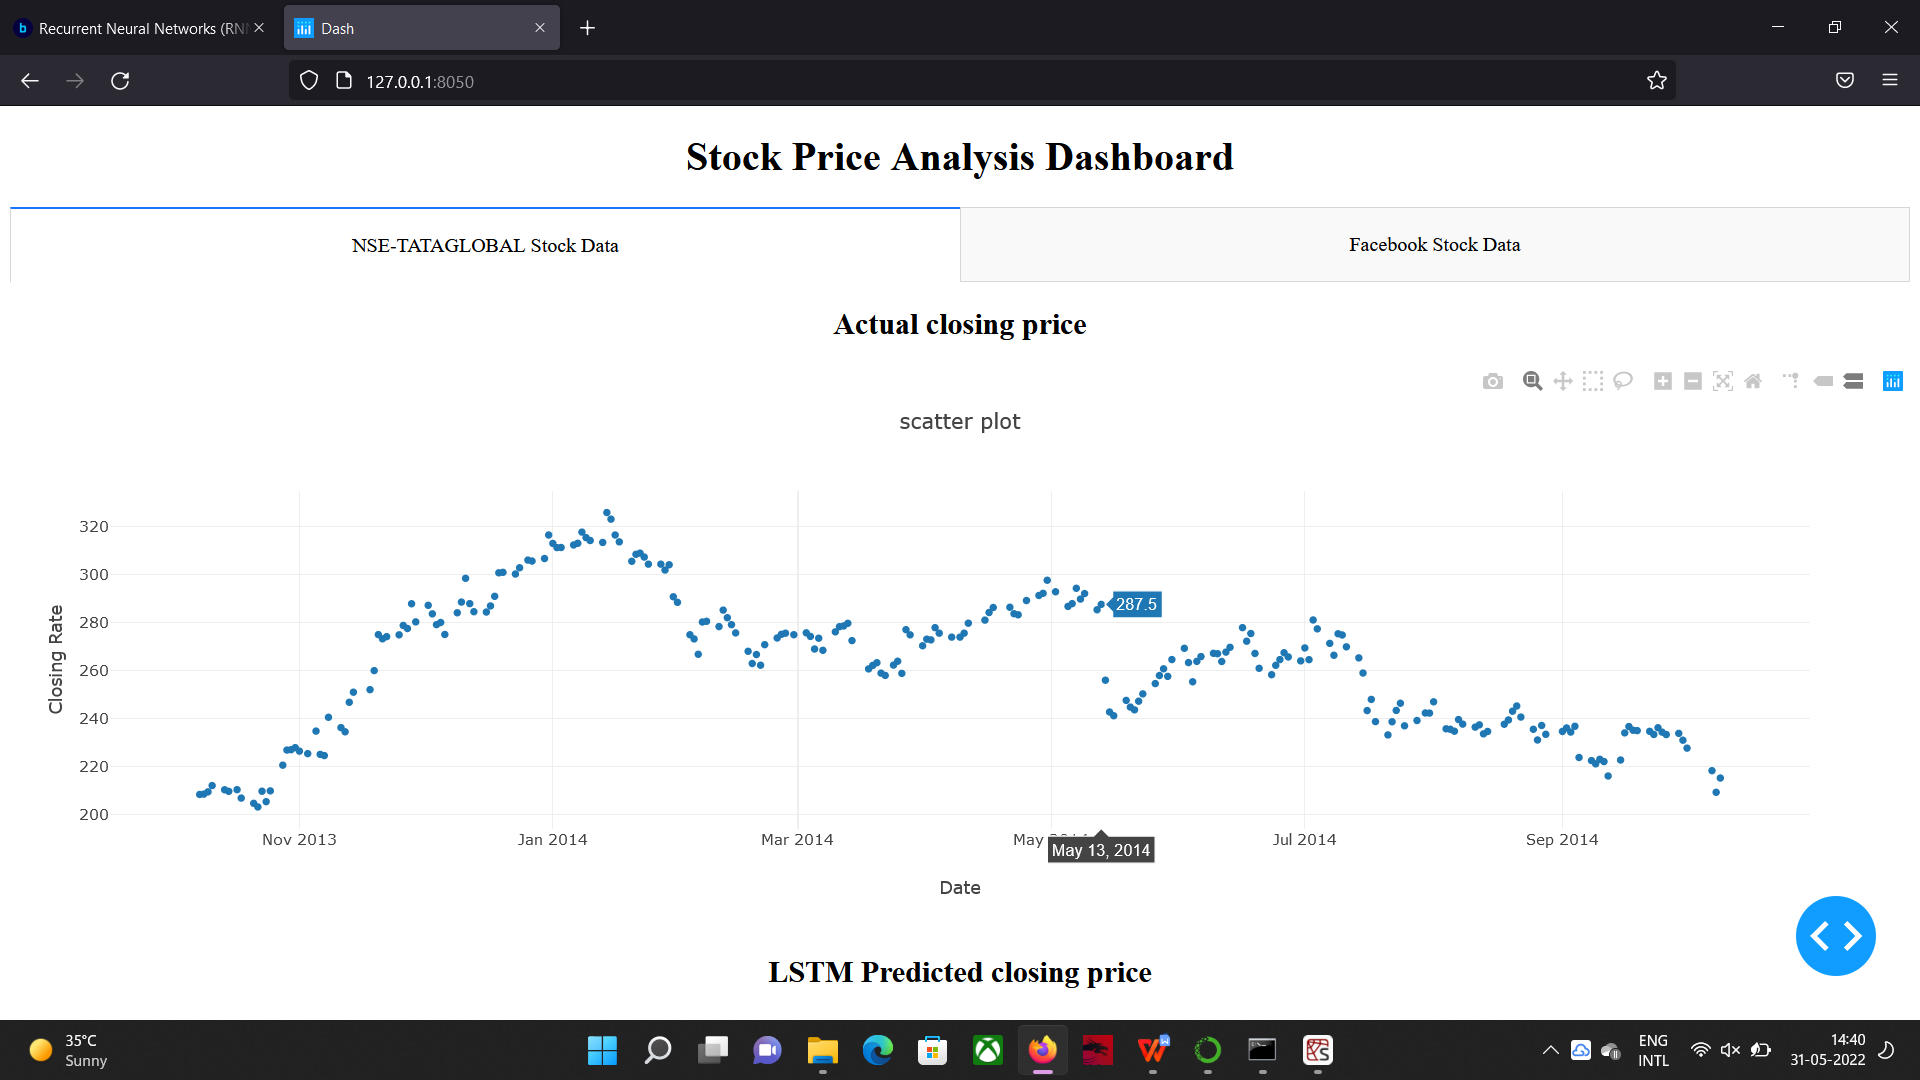 Recurrent Neural Networks (RNN
Dash
127.0.0.1:8050
Stock Price Analysis Dashboard
NSE-TATAGLOBAL Stock Data
Facebook Stock Data
Actual closing price
scatter plot
320
300
280
260
240
220
200
Closing Rate
287.5
Nov 2013
Jan 2014
Mar 2014
May
Jul 2014
Sep 2014
May 13, 2014
Date
LSTM Predicted closing price
35°C
Sunny
ENG
INTL
14:40
31-05-2022